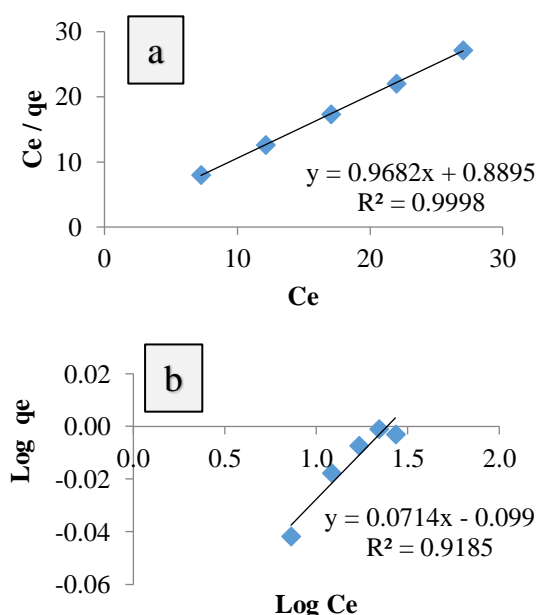 a
30
20
10
0
Ce / qe
y = 0.9682x + 0.8895
R² = 0.9998
0 10 20 30
Ce
b
0.02
0.00
-0.02
-0.04
-0.06
Log qe
0.0 0.5 1.0 1.5 2.0
y = 0.0714x - 0.099
R² = 0.9185
Log Ce